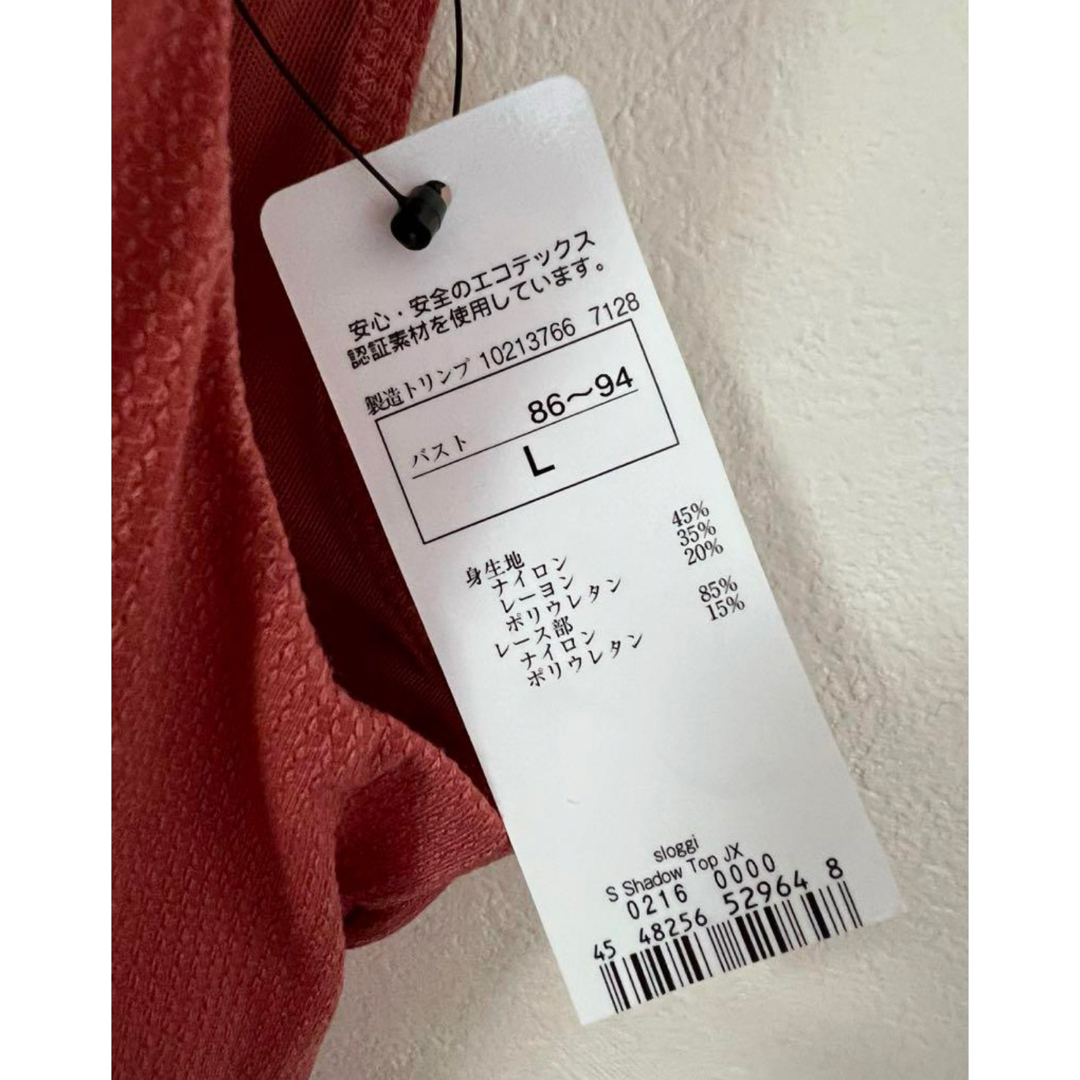 安心・安全のエコテックス
認証素材を使用しています。
製造トリンプ 10213766 7128
バスト 86～94
L
身生地
ナイロン 45%
レーヨン 35%
ポリウレタン 20%
レース部
ナイロン 85%
ポリウレタン 15%
sloggi
S Shadow Top JX
0216 0000
45 48256 52964 8